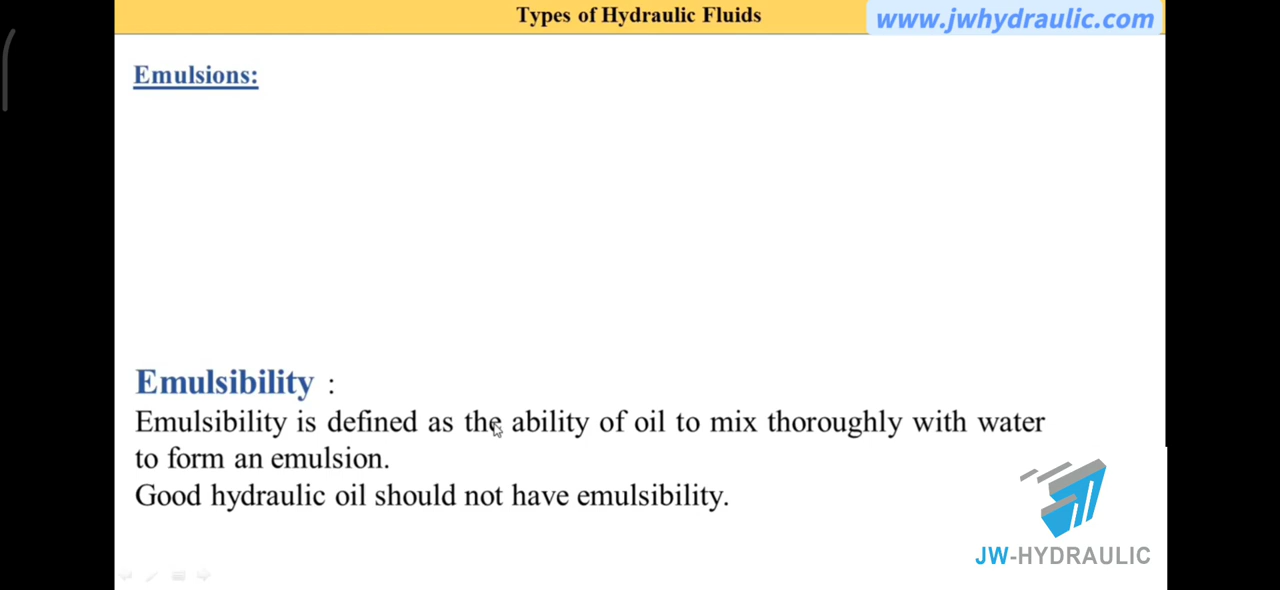 Types of Hydraulic Fluids
www.jwhydraulic.com
Emulsions:
Emulsibility :
Emulsibility is defined as the ability of oil to mix thoroughly with water
to form an emulsion.
Good hydraulic oil should not have emulsibility.
JW-HYDRAULIC